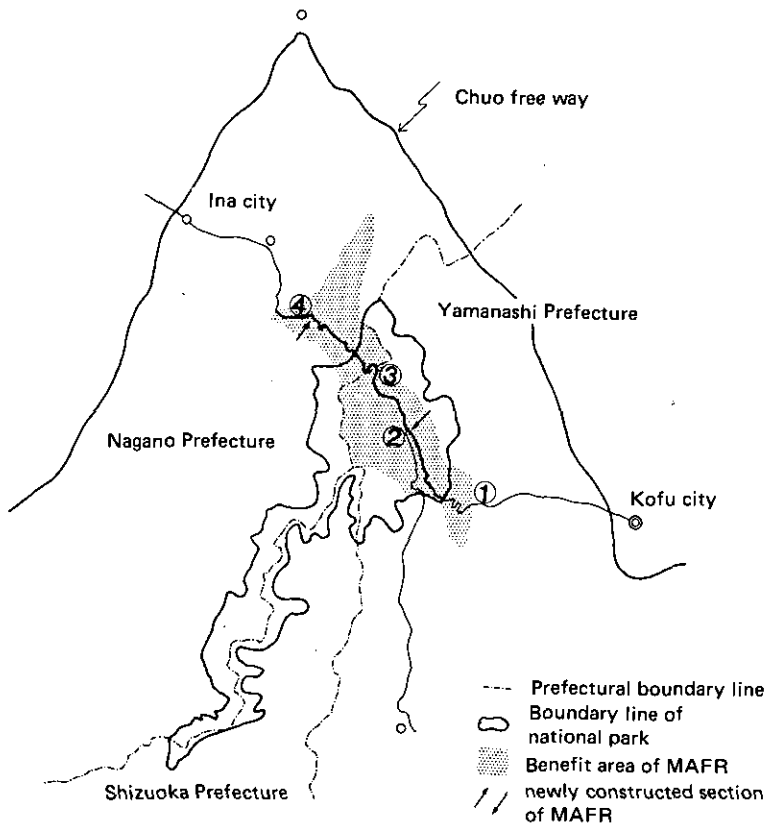 Chuo free way
Ina city
④
Yamanashi Prefecture
③
Nagano Prefecture
②
①
Kofu city
Prefectural boundary line
Boundary line of
national park
Benefit area of MAFR
newly constructed section
of MAFR
Shizuoka Prefecture